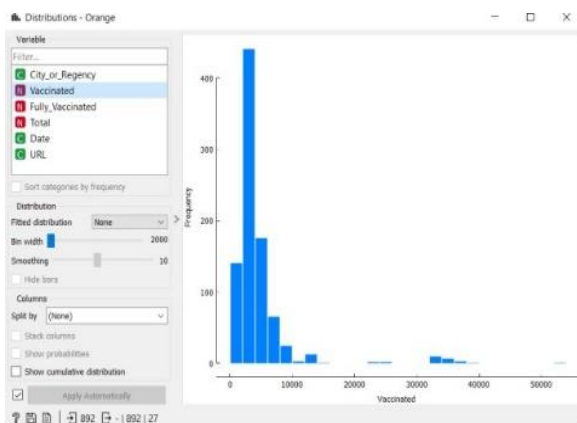 Distributions - Orange
Variable
Filter...
C City_or_Regency
N Vaccinated
N Fully_Vaccinated
N Total
C Date
C URL
Sort categories by frequency
Distribution
Fitted distribution None
Bin width 2000
Smoothing 10
Hide bars
Columns
Split by (None)
Stack columns
Show probabilities
Show cumulative distribution
Apply Automatically
? 892 - | 892 | 27
Frequency
400
300
200
100
0
0 10000 20000 30000 40000 50000
Vaccinated